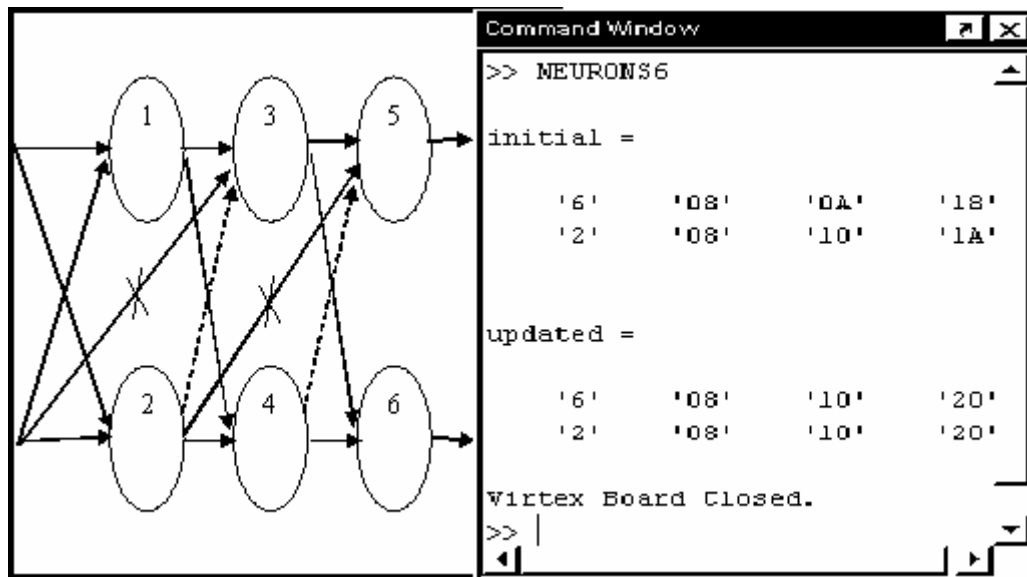 1 3 5
2 4 6
Command Window
>> NEURONS6
initial =
'6' '08' '0A' '18'
'2' '08' '10' '1A'
updated =
'6' '08' '10' '20'
'2' '08' '10' '20'
Virtex Board Closed.
>>